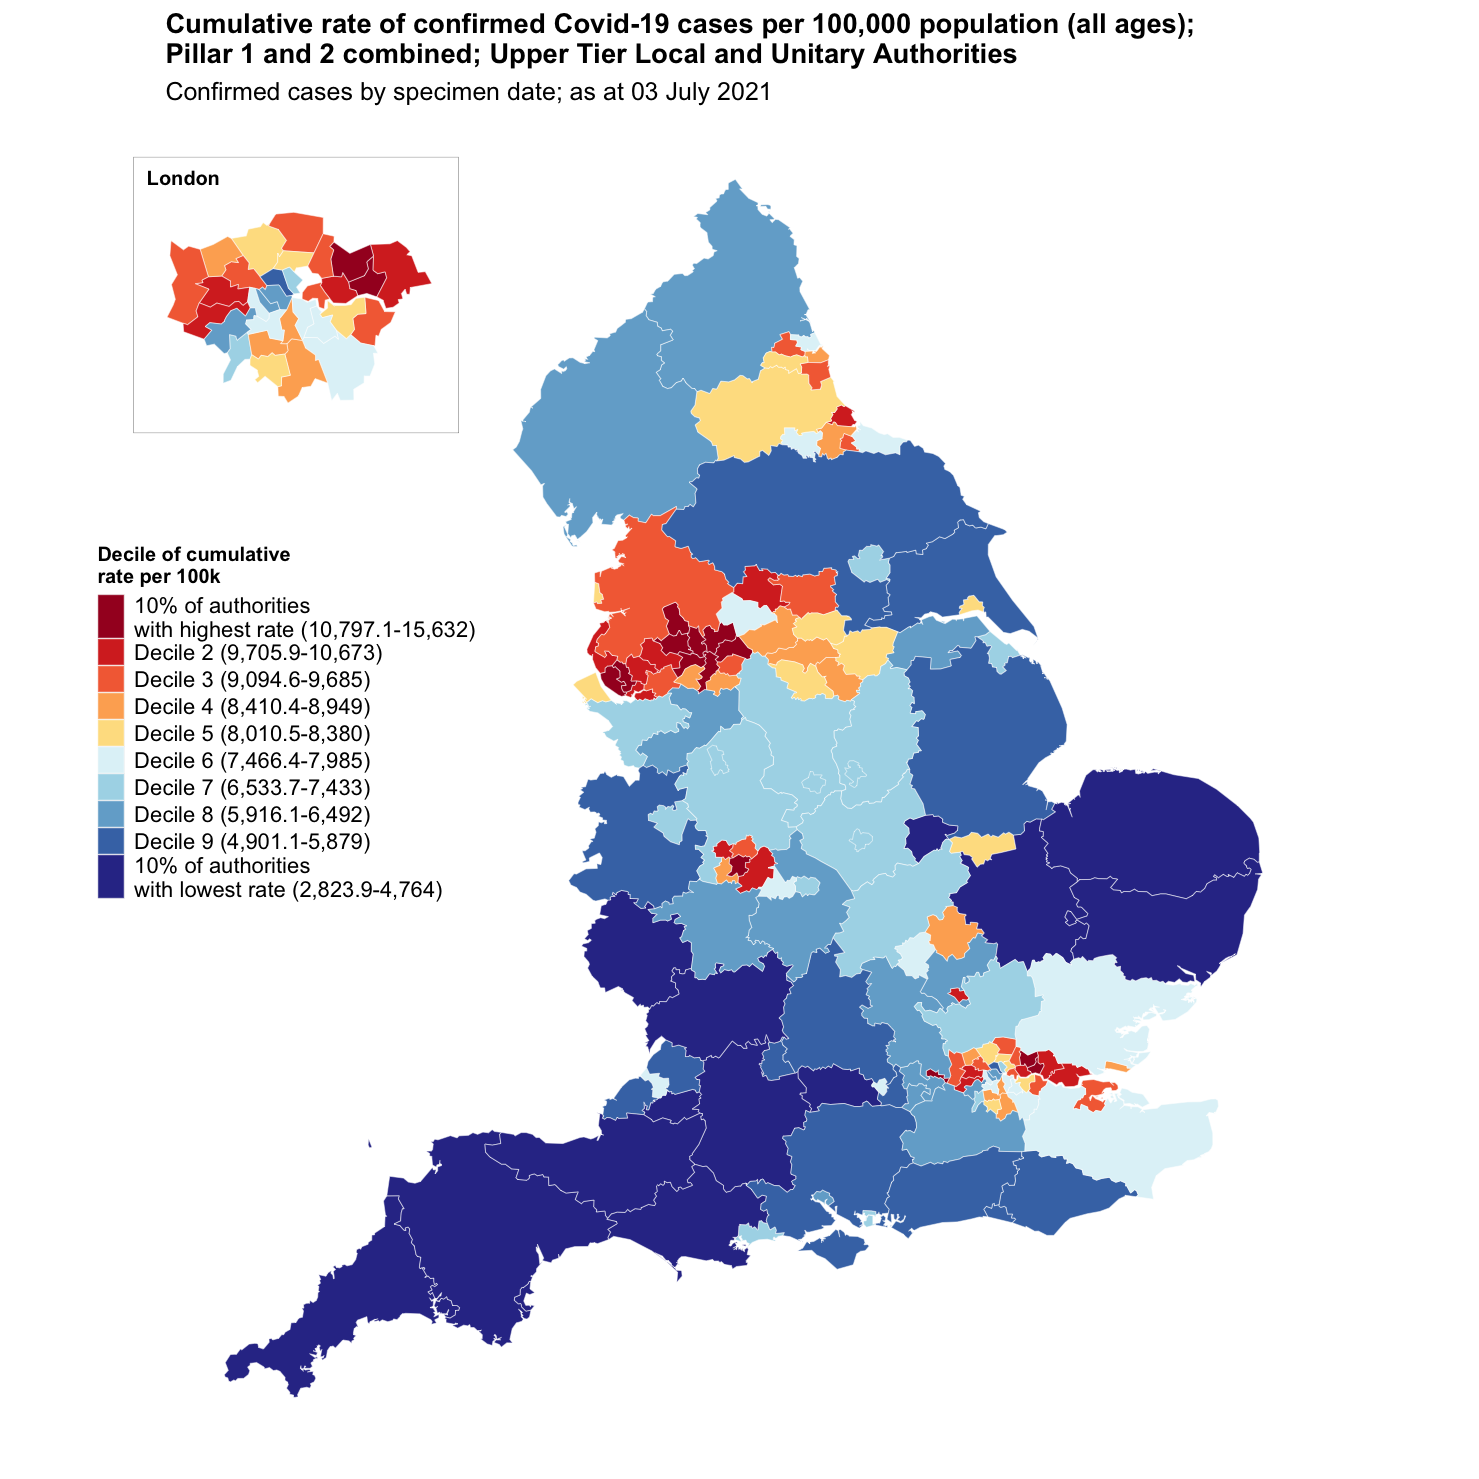 Cumulative rate of confirmed Covid-19 cases per 100,000 population (all ages);
Pillar 1 and 2 combined; Upper Tier Local and Unitary Authorities
Confirmed cases by specimen date; as at 03 July 2021
London
Decile of cumulative
rate per 100k
10% of authorities
with highest rate (10,797.1-15,632)
Decile 2 (9,705.9-10,673)
Decile 3 (9,094.6-9,685)
Decile 4 (8,410.4-8,949)
Decile 5 (8,010.5-8,380)
Decile 6 (7,466.4-7,985)
Decile 7 (6,533.7-7,433)
Decile 8 (5,916.1-6,492)
Decile 9 (4,901.1-5,879)
10% of authorities
with lowest rate (2,823.9-4,764)